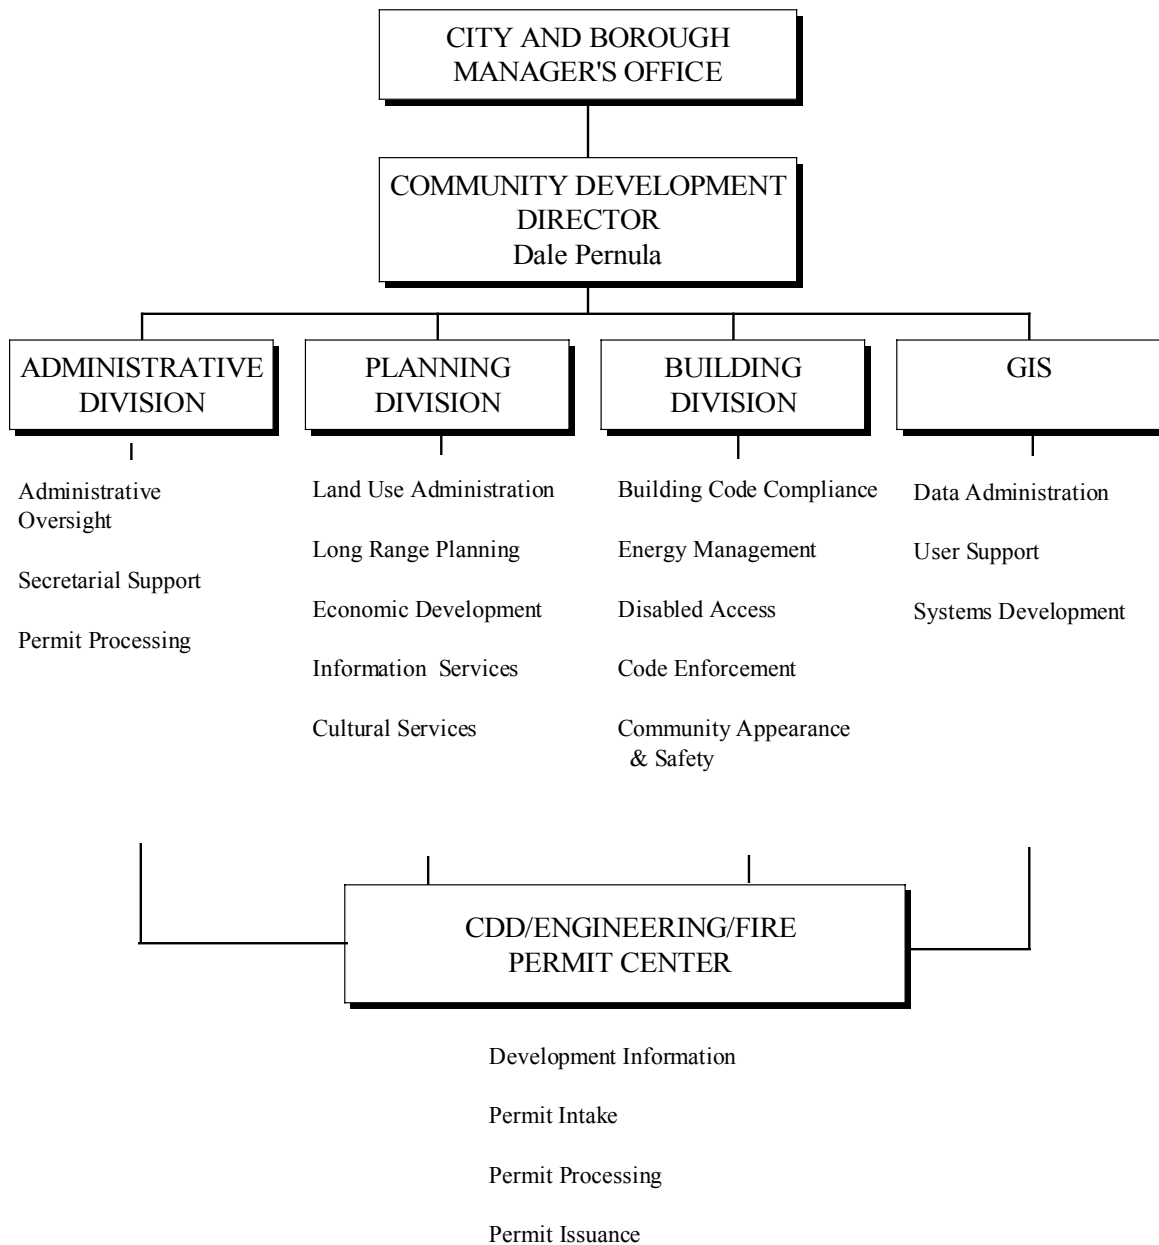 CITY AND BOROUGH
MANAGER'S OFFICE
COMMUNITY DEVELOPMENT
DIRECTOR
Dale Pernula
ADMINISTRATIVE
DIVISION
Administrative
Oversight
Secretarial Support
Permit Processing
PLANNING
DIVISION
Land Use Administration
Long Range Planning
Economic Development
Information Services
Cultural Services
BUILDING
DIVISION
Building Code Compliance
Energy Management
Disabled Access
Code Enforcement
Community Appearance
& Safety
GIS
Data Administration
User Support
Systems Development
CDD/ENGINEERING/FIRE
PERMIT CENTER
Development Information
Permit Intake
Permit Processing
Permit Issuance